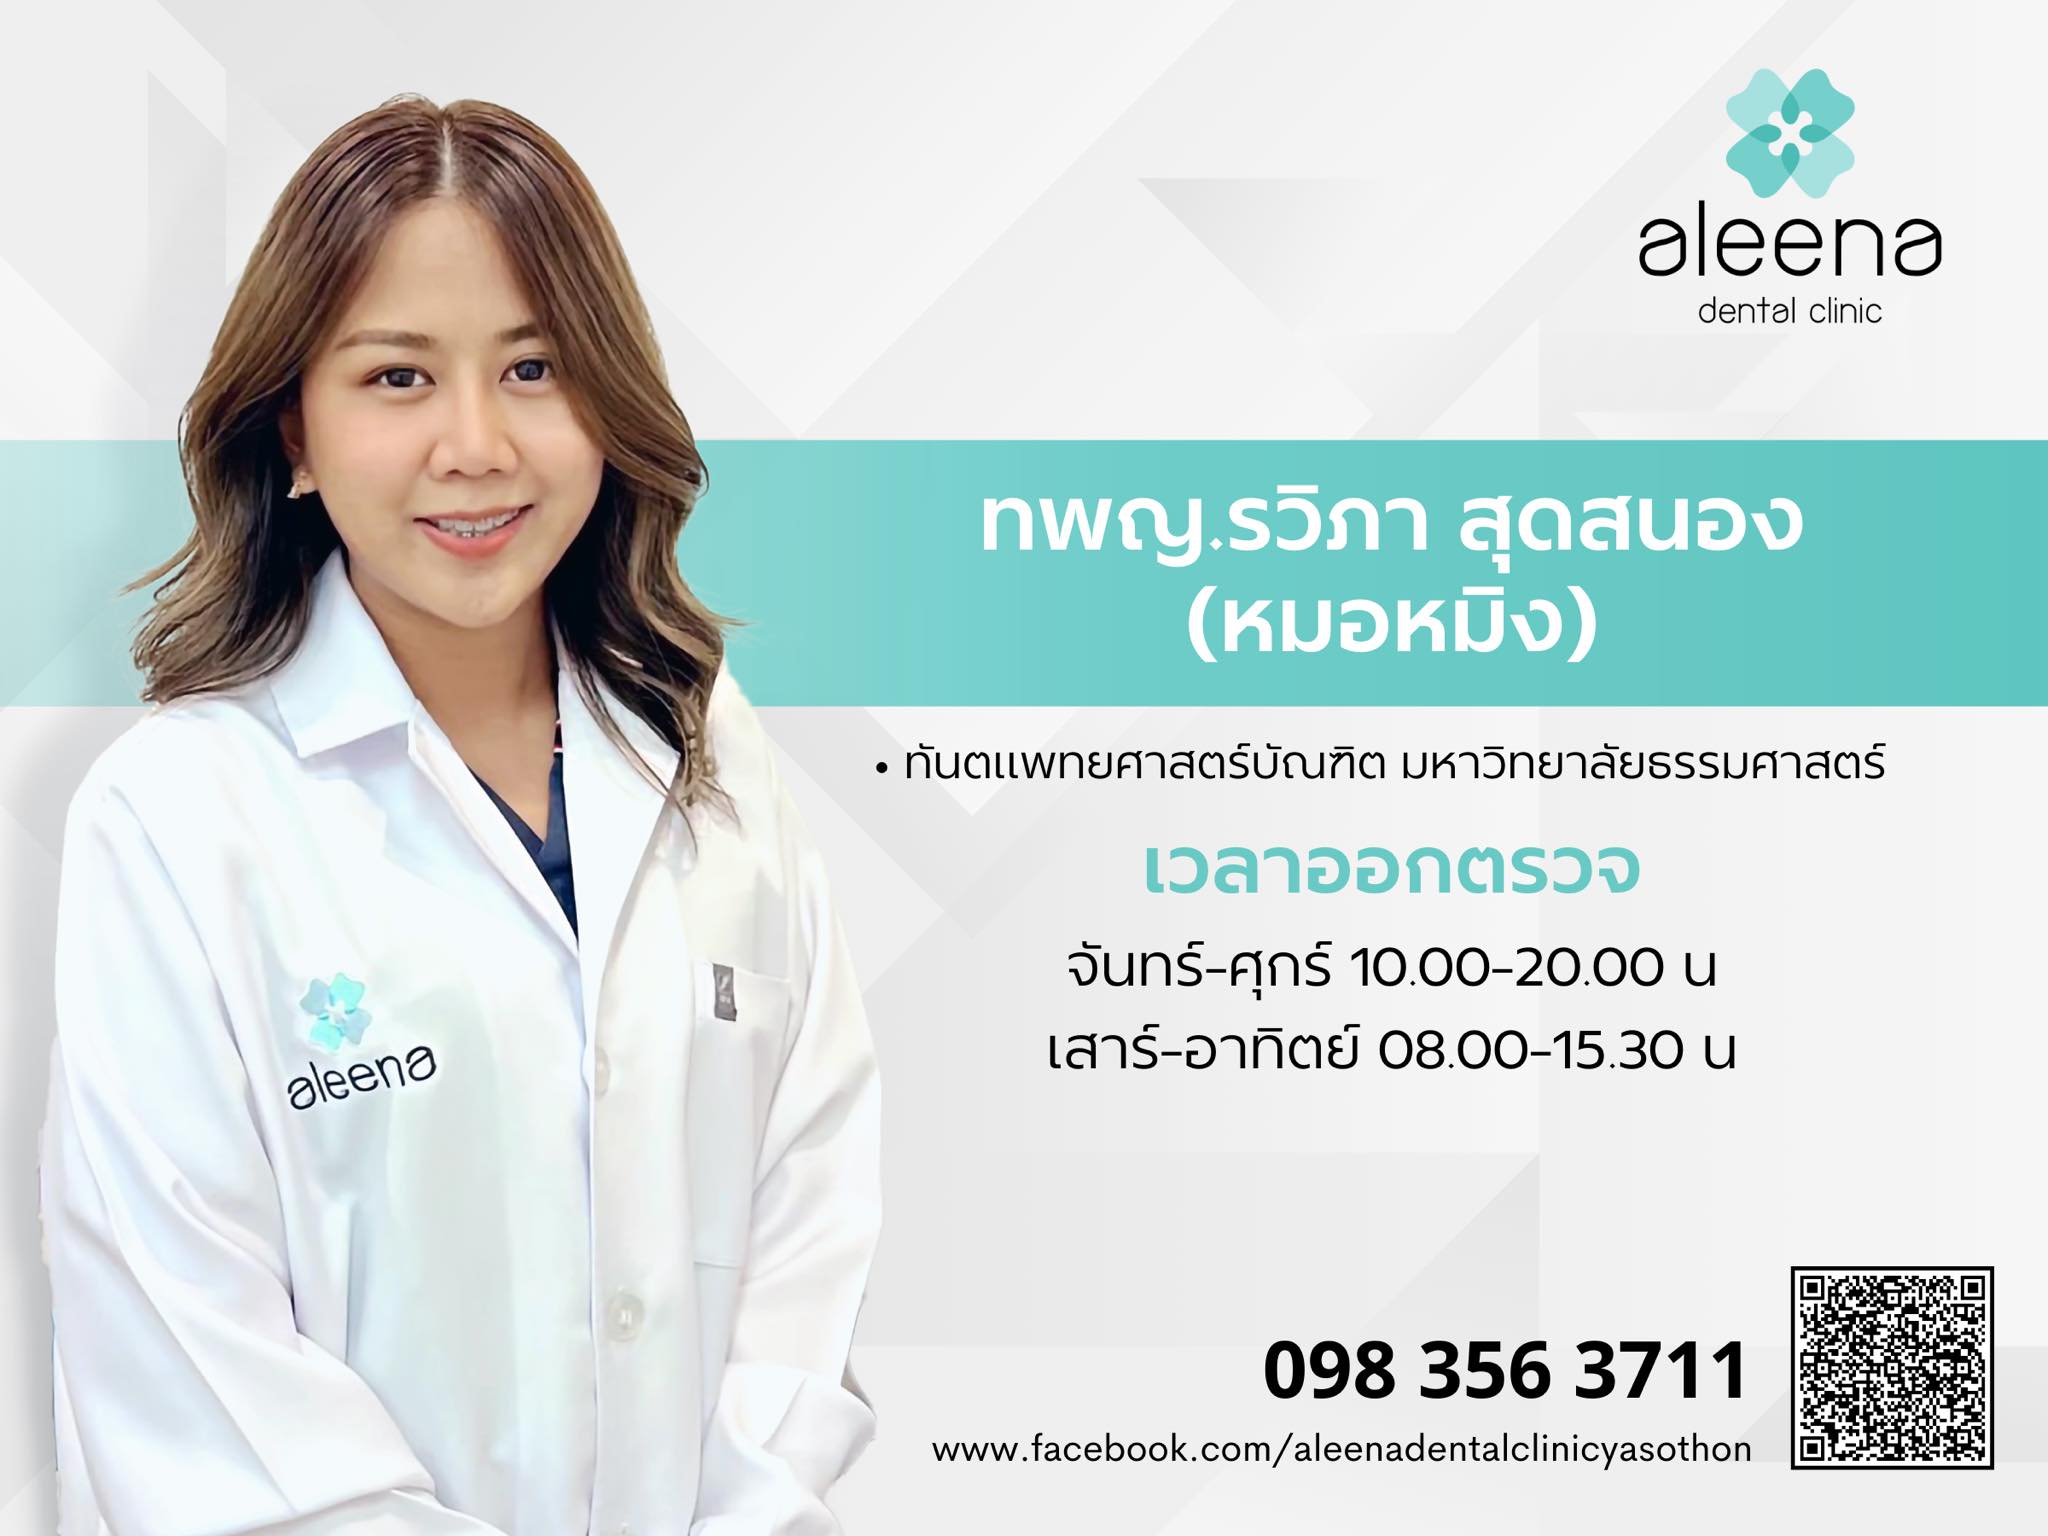 aleena
dental clinic
ทพญ.รวิภา สุดสนอง
(หมอหมิง)
• ทันตแพทยศาสตร์บัณฑิต มหาวิทยาลัยธรรมศาสตร์
เวลาออกตรวจ
จันทร์-ศุกร์ 10.00-20.00 น
เสาร์-อาทิตย์ 08.00-15.30 น
aleena
098 356 3711
www.facebook.com/aleenadentalclinicyasothon